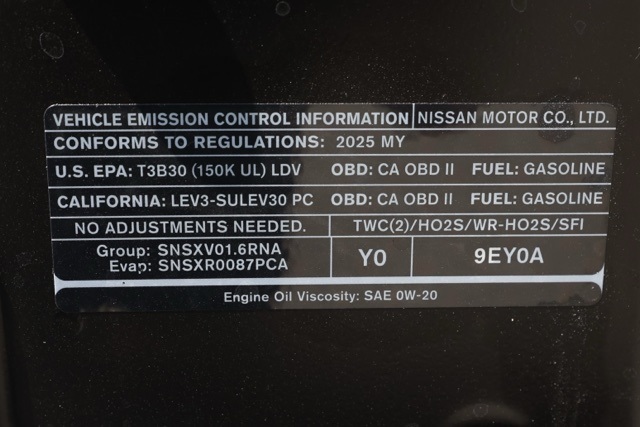 VEHICLE EMISSION CONTROL INFORMATION NISSAN MOTOR CO., LTD.
CONFORMS TO REGULATIONS: 2025 MY
U.S. EPA: T3B30 (150K UL) LDV OBD: CA OBD II FUEL: GASOLINE
CALIFORNIA: LEV3-SULEV30 PC OBD: CA OBD II FUEL: GASOLINE
NO ADJUSTMENTS NEEDED. TWC(2)/HO2S/WR-HO2S/SFI
Group: SNSXV01.6RNA
Evap: SNSXR0087PCA
Y0 9EY0A
Engine Oil Viscosity: SAE 0W-20